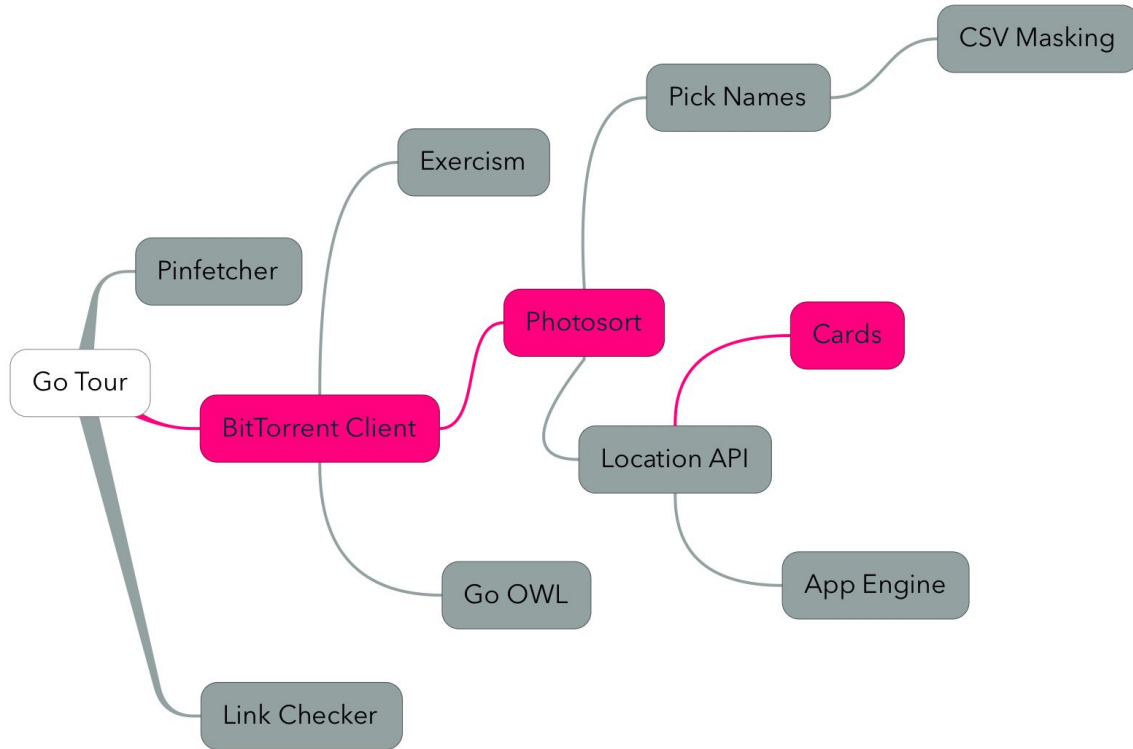 CSV Masking
Pick Names
Exercism
Pinfetcher
Photosort
Cards
Go Tour
BitTorrent Client
Location API
App Engine
Go OWL
Link Checker